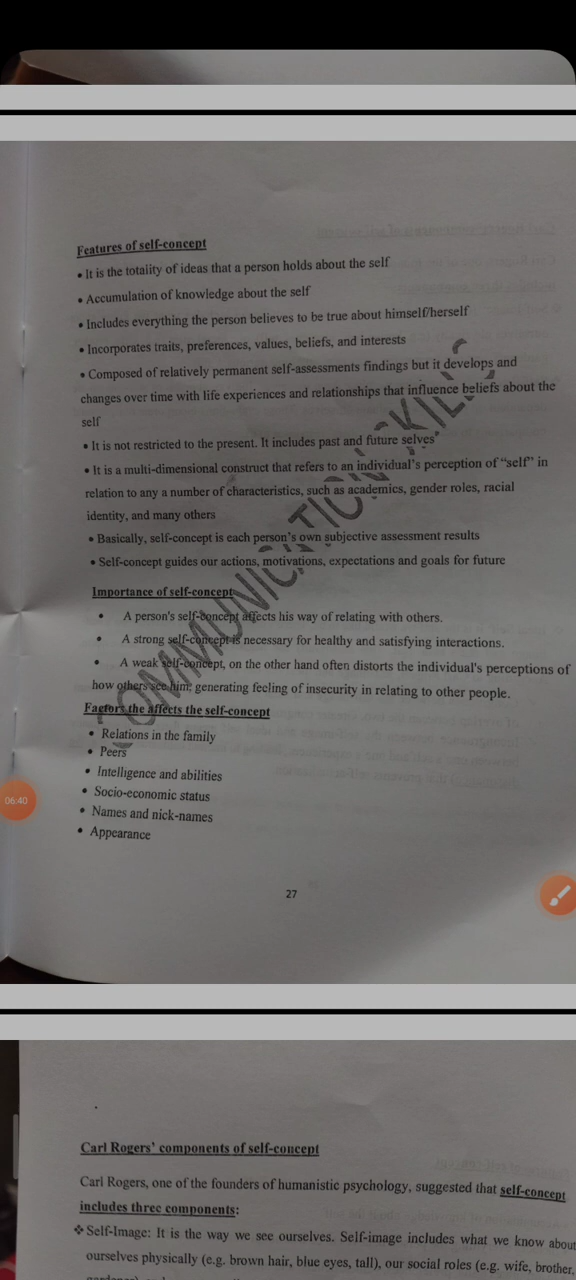 Features of self-concept
• It is the totality of ideas that a person holds about the self
• Accumulation of knowledge about the self
• Includes everything the person believes to be true about himself/herself
• Incorporates traits, preferences, values, beliefs, and interests
• Composed of relatively permanent self-assessments findings but it develops and
changes over time with life experiences and relationships that influence beliefs about the
self
• It is not restricted to the present. It includes past and future selves"
• It is a multi-dimensional construct that refers to an individual's perception of "self" in
relation to any a number of characteristics, such as academics, gender roles, racial
identity, and many others
• Basically, self-concept is each person's own subjective assessment results
• Self-concept guides our actions, motivations, expectations and goals for future
COMMUNICATION SKILLS
Importance of self-concept
• A person's self-concept affects his way of relating with others.
• A strong self-concept is necessary for healthy and satisfying interactions.
• A weak self-concept, on the other hand often distorts the individual's perceptions of
how others see him; generating feeling of insecurity in relating to other people.
Factors the affects the self-concept
• Relations in the family
• Peers
• Intelligence and abilities
• Socio-economic status
06:40
• Names and nick-names
• Appearance
27
Carl Rogers' components of self-concept
Carl Rogers, one of the founders of humanistic psychology, suggested that self-concept
includes three components:
❖ Self-Image: It is the way we see ourselves. Self-image includes what we know about
ourselves physically (e.g. brown hair, blue eyes, tall), our social roles (e.g. wife, brother,